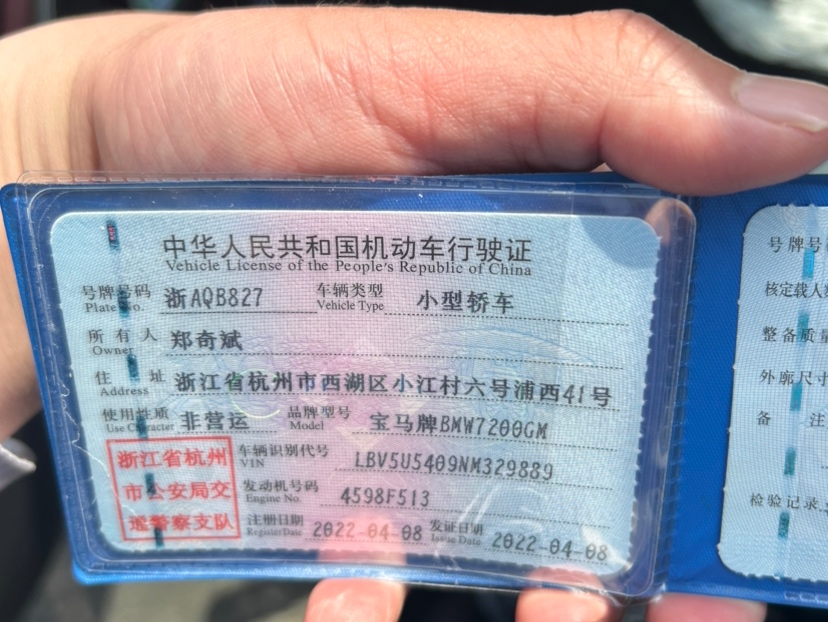 中华人民共和国机动车行驶证
Vehicle License of the People's Republic of China
号牌号码 浙AQB827 车辆类型 小型轿车
Plate No. Vehicle Type
所有人 郑奇斌
Owner
住址 浙江省杭州市西湖区小江村六号浦西41号
Address
使用性质 非营运 品牌型号 宝马牌BMW7200GM
Use Character Model
浙江省杭州
市公安局交
通警察支队
车辆识别代号 LBV5U5409NM329889
VIN
发动机号码 4598F513
Engine No.
注册日期 2022-04-08 发证日期 2022-04-08
Register Date Issue Date
号牌号
核定载人
整备质量
外廓尺寸
备注
检验记录